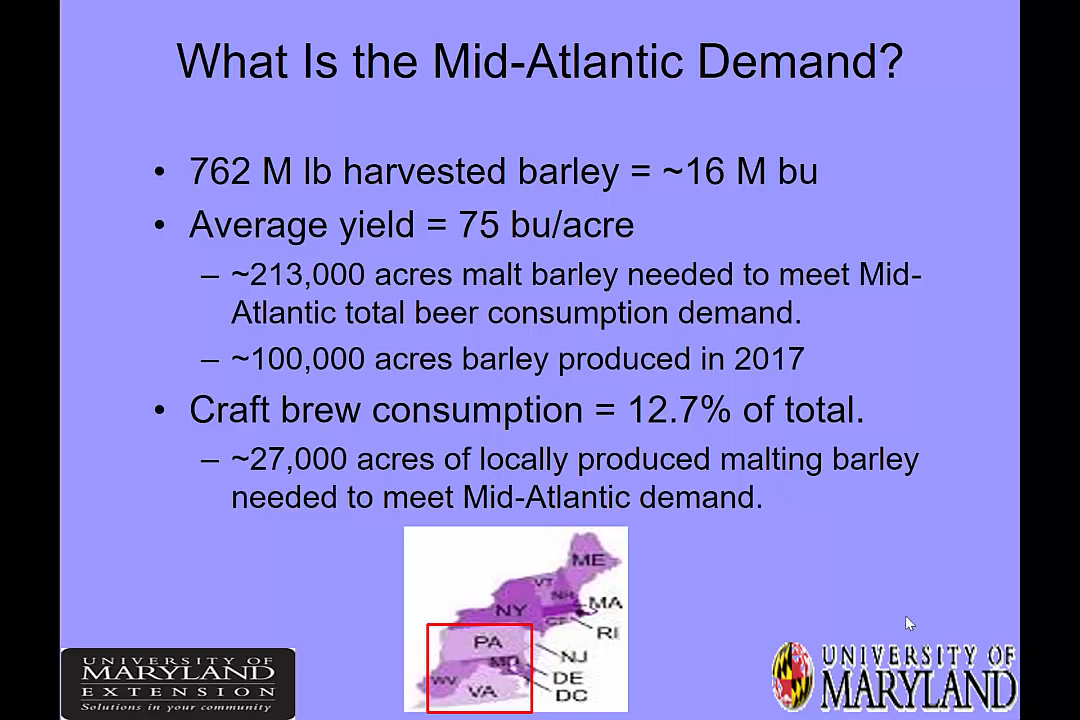 What Is the Mid-Atlantic Demand?
• 762 M lb harvested barley = ~16 M bu
• Average yield = 75 bu/acre
– ~213,000 acres malt barley needed to meet Mid-
Atlantic total beer consumption demand.
– ~100,000 acres barley produced in 2017
• Craft brew consumption = 12.7% of total.
– ~27,000 acres of locally produced malting barley
needed to meet Mid-Atlantic demand.
ME
VT
NH
NY
MA
CT
RI
PA
NJ
MD
DE
WV
VA
DC
UNIVERSITY OF
MARYLAND
EXTENSION
Solutions in your community
UNIVERSITY OF
MARYLAND